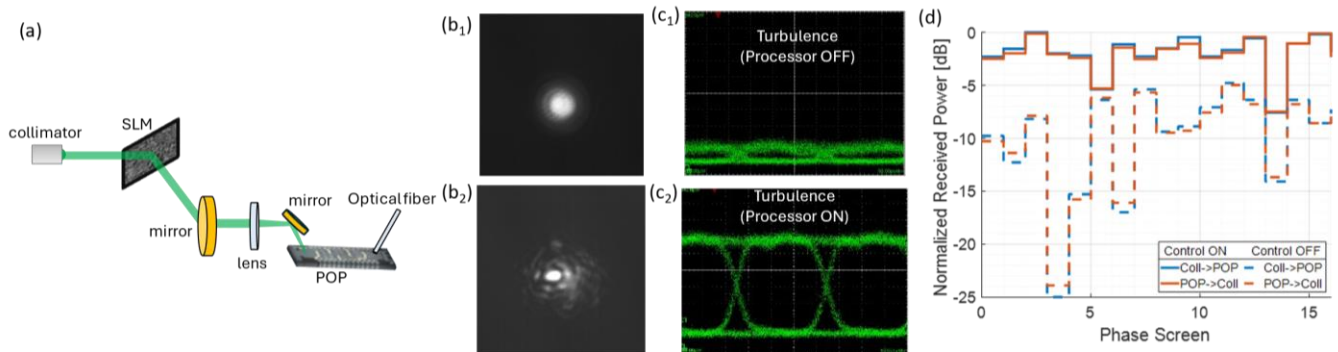 (a)
collimator
SLM
mirror
lens
mirror
POP
Optical fiber
(b1)
(b2)
(c1)
Turbulence
(Processor OFF)
(c2)
Turbulence
(Processor ON)
(d)
Normalized Received Power [dB]
0
-5
-10
-15
-20
-25
0 5 10 15
Phase Screen
Control ON Control OFF
Coll->POP Coll->POP
POP->Coll POP->Coll